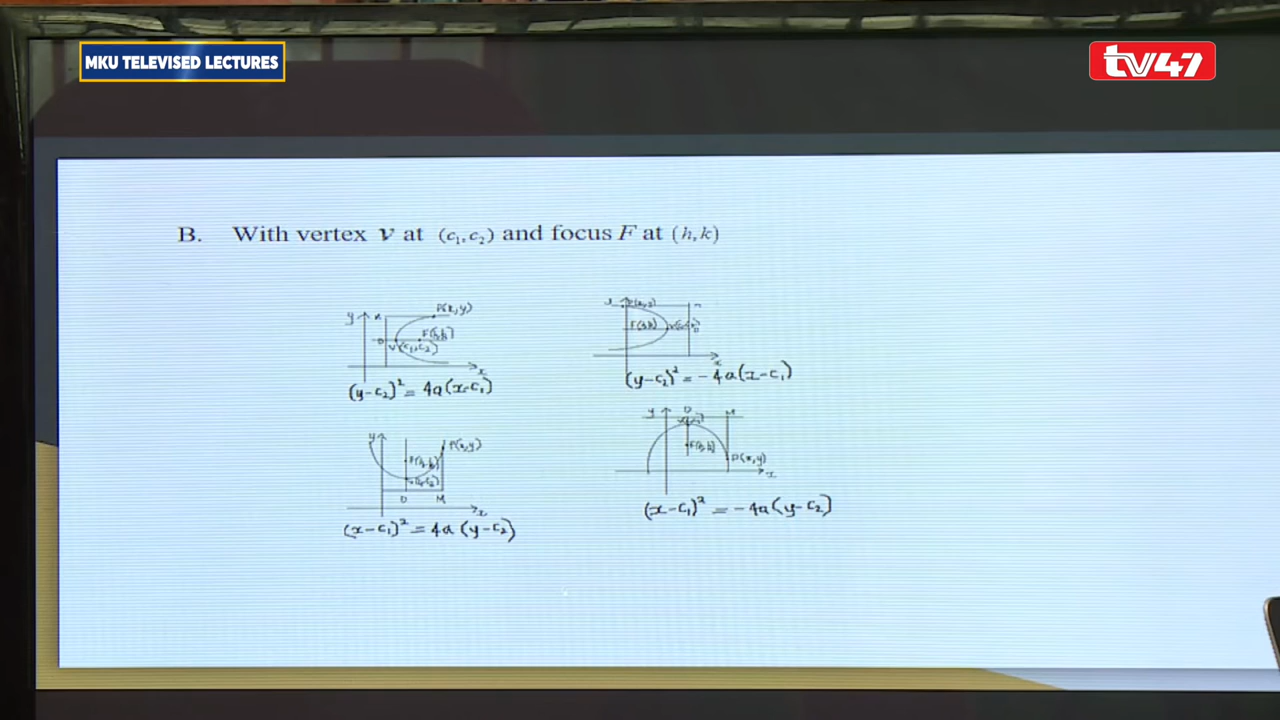 MKU TELEVISED LECTURES
tv47
B. With vertex V at (c₁,c₂) and focus F at (h,k)
y
P(x,y)
F(h,k)
V(c₁,c₂)
x
(y-c₂)² = 4a(x-c₁)
F(h,k)
x
(y-c₂)² = -4a(x-c₁)
y
P(x,y)
F(h,k)
D M
x
(x-c₁)² = 4a(y-c₂)
y D M
F(h,k)
P(x,y)
x
(x-c₁)² = -4a(y-c₂)